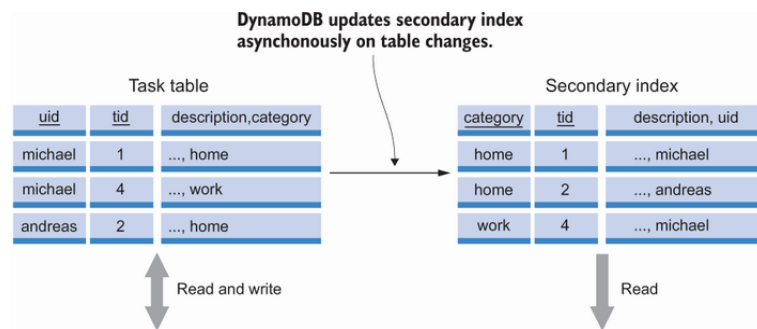 DynamoDB updates secondary index
asynchonously on table changes.
Task table
uid tid description,category
michael 1 ..., home
michael 4 ..., work
andreas 2 ..., home
Read and write
Secondary index
category tid description, uid
home 1 ..., michael
home 2 ..., andreas
work 4 ..., michael
Read